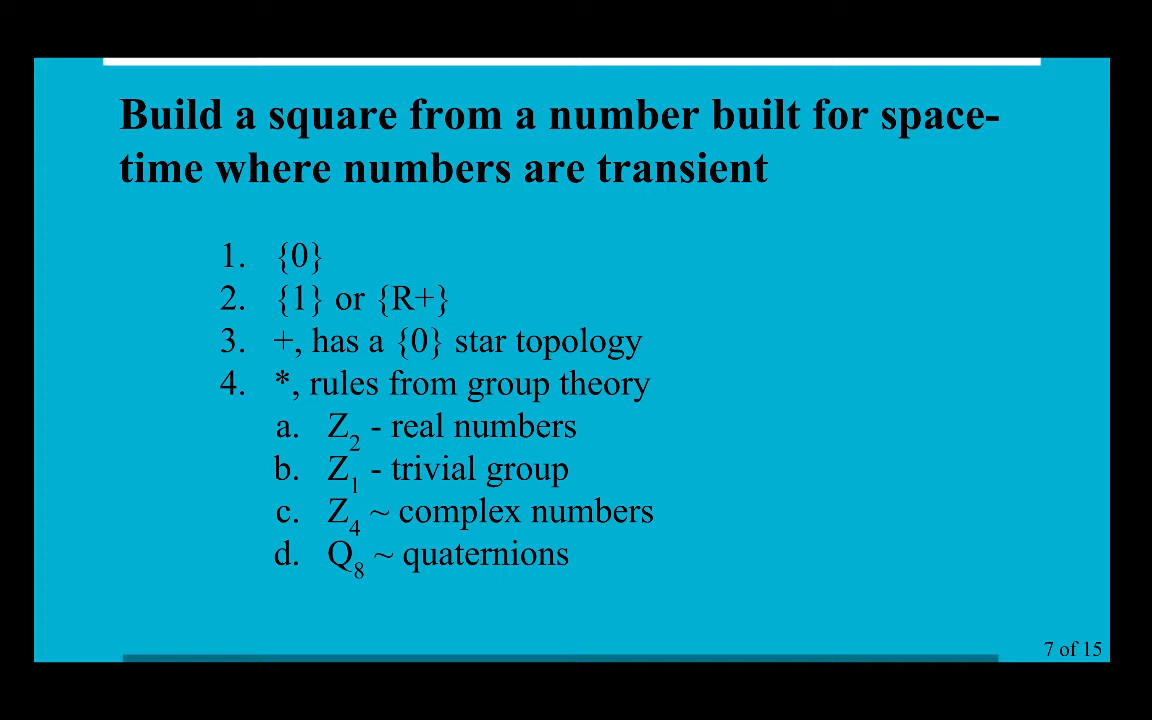 Build a square from a number built for space-
time where numbers are transient
1. {0}
2. {1} or {R+}
3. +, has a {0} star topology
4. *, rules from group theory
a. Z₂ - real numbers
b. Z₁ - trivial group
c. Z₄ ~ complex numbers
d. Q₈ ~ quaternions
7 of 15